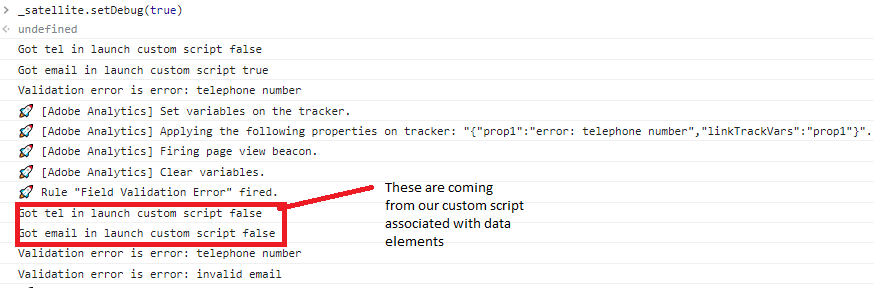 > _satellite.setDebug(true)
undefined
Got tel in launch custom script false
Got email in launch custom script true
Validation error is error: telephone number
🚀 [Adobe Analytics] Set variables on the tracker.
🚀 [Adobe Analytics] Applying the following properties on tracker: "{"prop1":"error: telephone number","linkTrackVars":"prop1"}".
🚀 [Adobe Analytics] Firing page view beacon.
🚀 [Adobe Analytics] Clear variables.
🚀 Rule "Field Validation Error" fired.
Got tel in launch custom script false
Got email in launch custom script false
Validation error is error: telephone number
Validation error is error: invalid email
These are coming
from our custom script
associated with data
elements